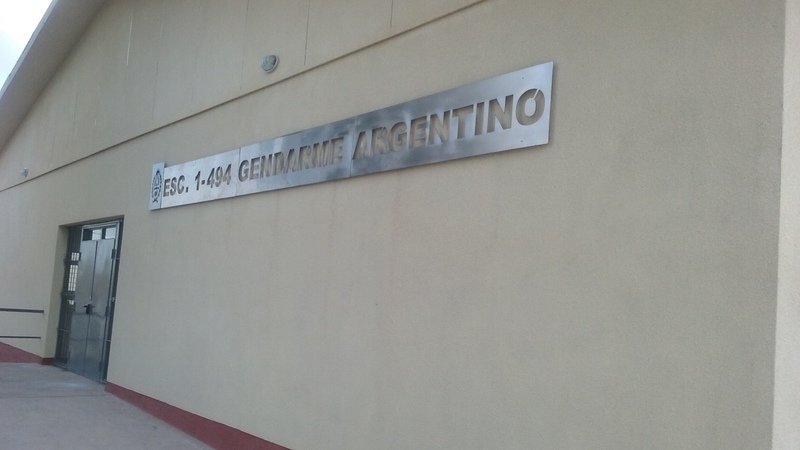 ESC. 1-494 GENDARME ARGENTINO